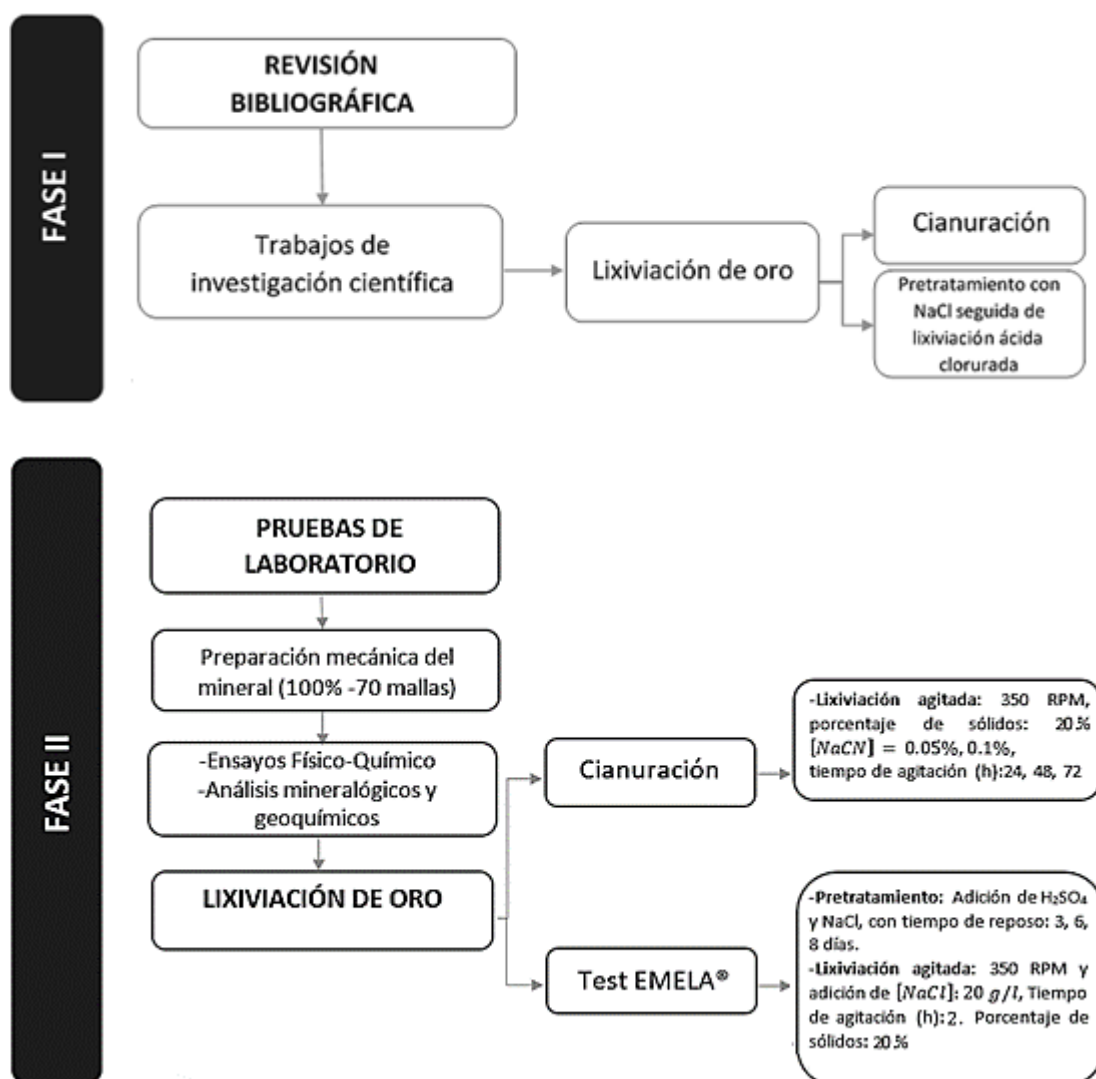 FASE I
REVISIÓN
BIBLIOGRÁFICA
Trabajos de
investigación científica
Lixiviación de oro
Cianuración
Pretratamiento con
NaCl seguida de
lixiviación ácida
clorurada
FASE II
PRUEBAS DE
LABORATORIO
Preparación mecánica del
mineral (100% -70 mallas)
-Ensayos Físico-Químico
-Análisis mineralógicos y
geoquímicos
LIXIVIACIÓN DE ORO
Cianuración
-Lixiviación agitada: 350 RPM,
porcentaje de sólidos: 20%
[NaCN] = 0.05%, 0.1%,
tiempo de agitación (h):24, 48, 72
Test EMELA®
-Pretratamiento: Adición de H₂SO₄
y NaCl, con tiempo de reposo: 3, 6,
8 días.
-Lixiviación agitada: 350 RPM y
adición de [NaCl]: 20 g/l, Tiempo
de agitación (h):2. Porcentaje de
sólidos: 20%